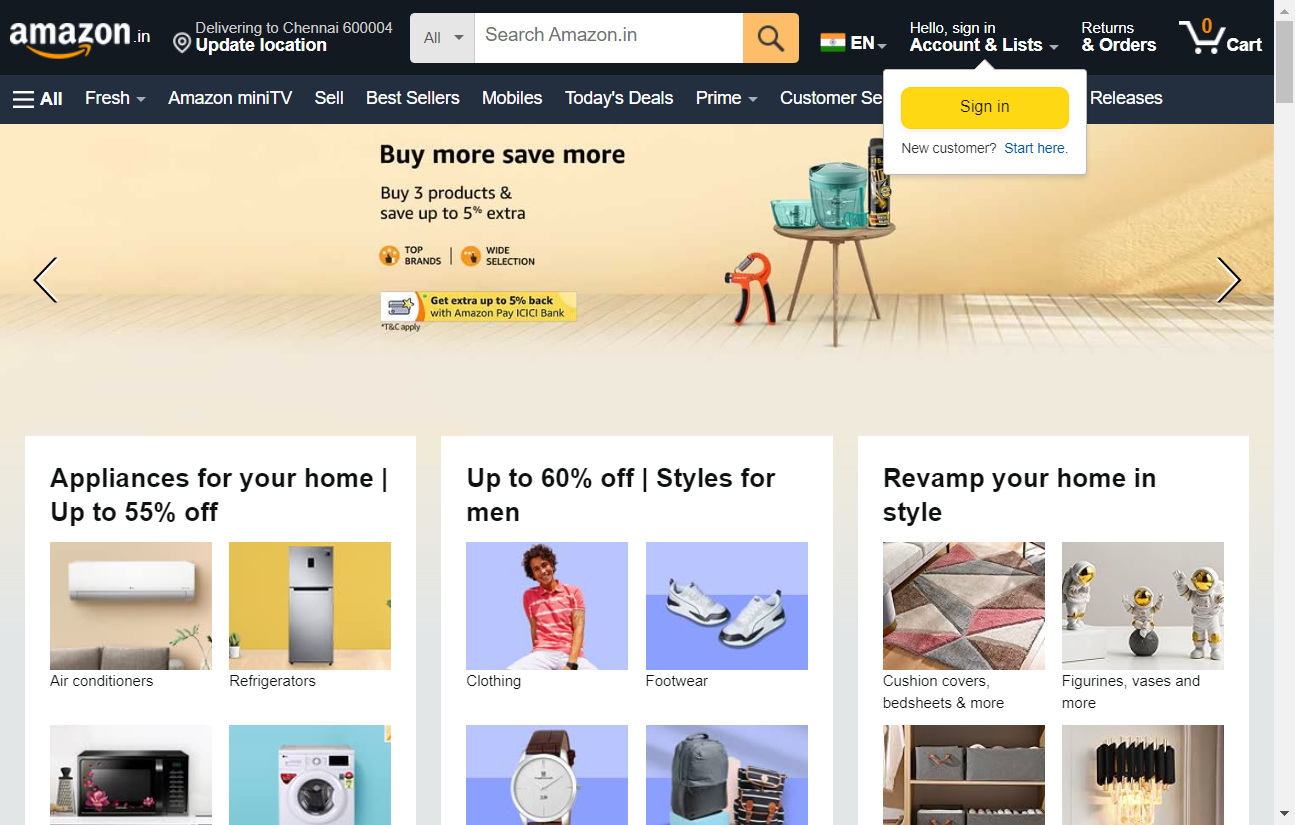 amazon.in
Delivering to Chennai 600004
Update location
All
Search Amazon.in
EN
Hello, sign in
Account & Lists
Returns
& Orders
0
Cart
All
Fresh
Amazon miniTV
Sell
Best Sellers
Mobiles
Today's Deals
Prime
Customer Se
Releases
Sign in
New customer? Start here.
Buy more save more
Buy 3 products &
save up to 5% extra
TOP
BRANDS
WIDE
SELECTION
Get extra up to 5% back
with Amazon Pay ICICI Bank
*T&C apply
Appliances for your home |
Up to 55% off
Air conditioners
Refrigerators
Up to 60% off | Styles for
men
Clothing
Footwear
Revamp your home in
style
Cushion covers,
bedsheets & more
Figurines, vases and
more